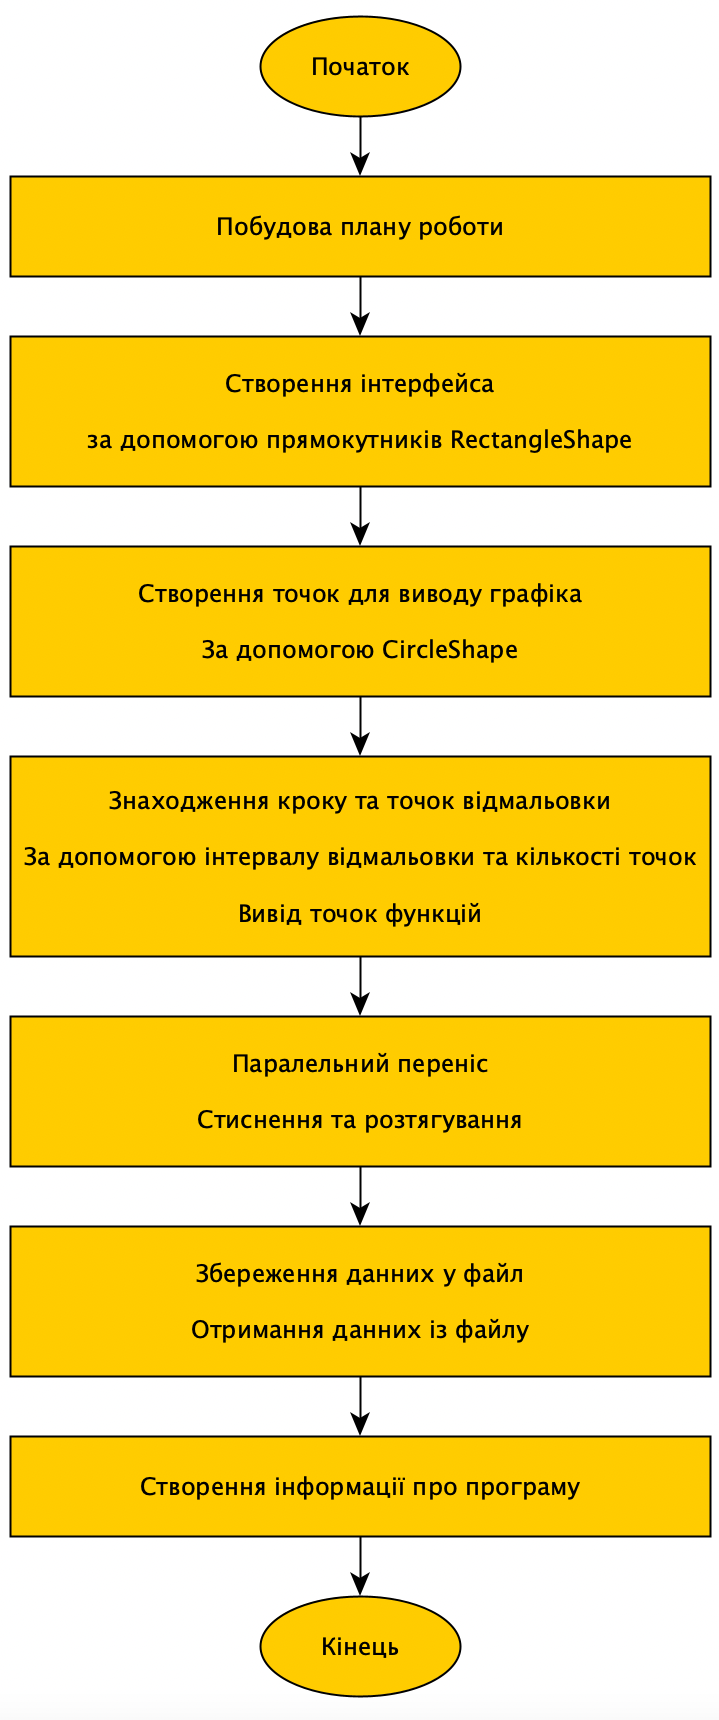 Початок
Побудова плану роботи
Створення інтерфейса
за допомогою прямокутників RectangleShape
Створення точок для виводу графіка
За допомогою CircleShape
Знаходження кроку та точок відмальовки
За допомогою інтервалу відмальовки та кількості точок
Вивід точок функцій
Паралельний переніс
Стиснення та розтягування
Збереження данних у файл
Отримання данних із файлу
Створення інформації про програму
Кінець